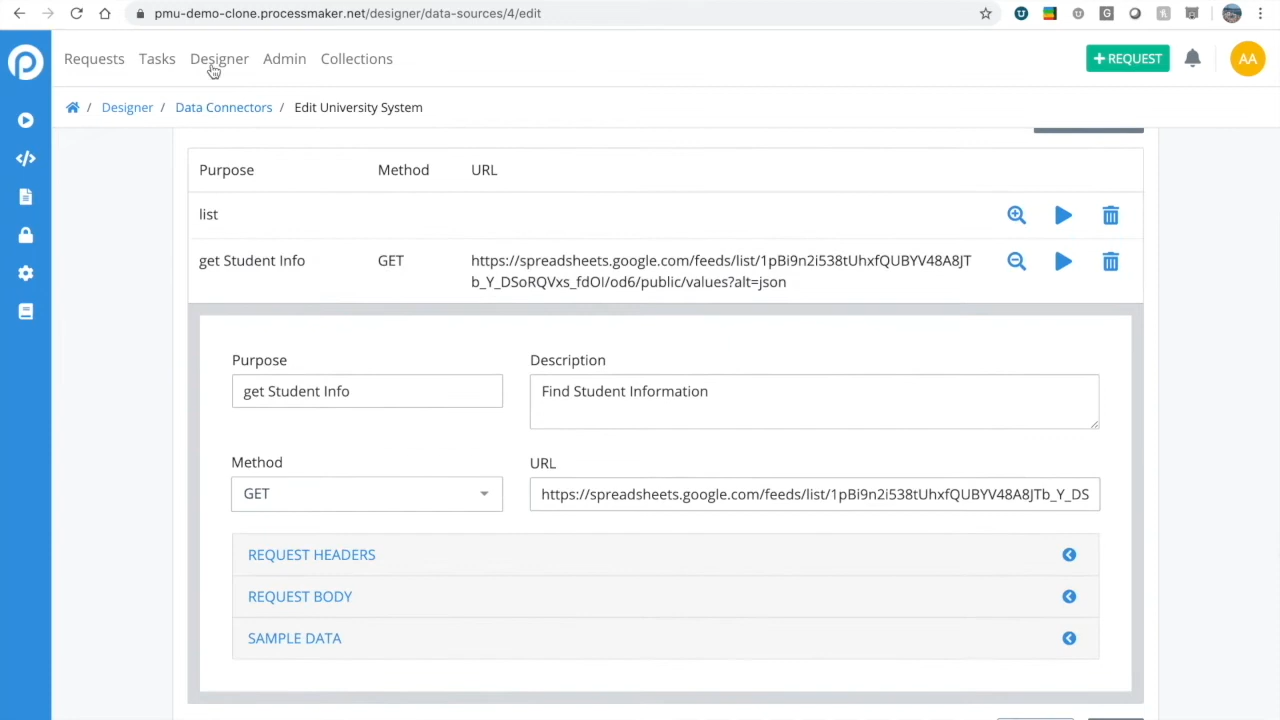 pmu-demo-clone.processmaker.net/designer/data-sources/4/edit
Requests Tasks Designer Admin Collections
+ REQUEST
AA
/ Designer / Data Connectors / Edit University System
Purpose Method URL
list
get Student Info GET https://spreadsheets.google.com/feeds/list/1pBi9n2i538tUhxfQUBYV48A8JT
b_Y_DSoRQVxs_fdOI/od6/public/values?alt=json
Purpose Description
get Student Info Find Student Information
Method URL
GET https://spreadsheets.google.com/feeds/list/1pBi9n2i538tUhxfQUBYV48A8JTb_Y_DS
REQUEST HEADERS
REQUEST BODY
SAMPLE DATA